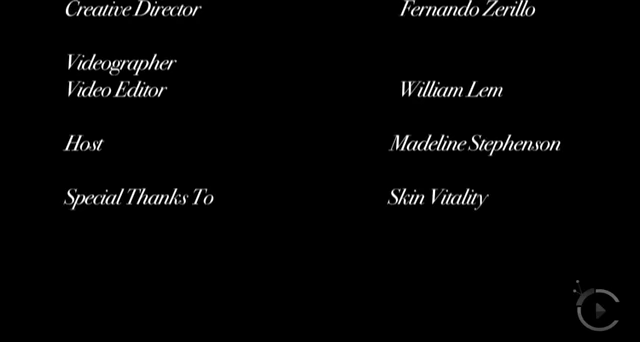 Creative Director Fernando Zerillo
Videographer
Video Editor William Lem
Host Madeline Stephenson
Special Thanks To Skin Vitality